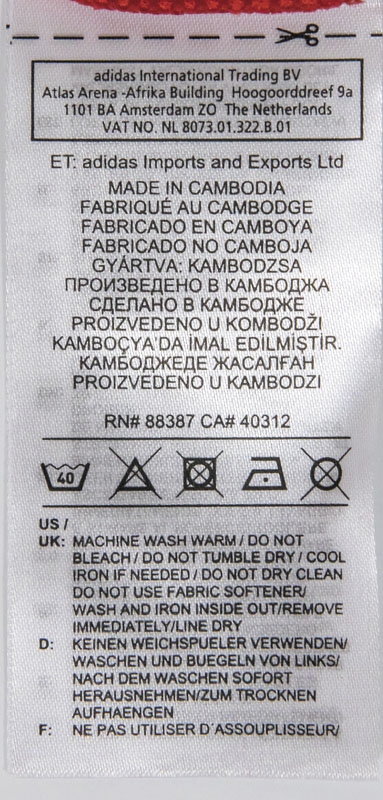 adidas International Trading BV
Atlas Arena -Afrika Building Hoogoorddreef 9a
1101 BA Amsterdam ZO The Netherlands
VAT NO. NL 8073.01.322.B.01
ET: adidas Imports and Exports Ltd
MADE IN CAMBODIA
FABRIQUÉ AU CAMBODGE
FABRICADO EN CAMBOYA
FABRICADO NO CAMBOJA
GYÁRTVA: KAMBODZSA
ПРОИЗВЕДЕНО В КАМБОДЖА
СДЕЛАНО В КАМБОДЖЕ
PROIZVEDENO U KOMBODŽI
KAMBOÇYA'DA İMAL EDİLMİŞTİR.
КАМБОДЖЕДЕ ЖАСАЛҒАН
PROIZVEDENO U KAMBODZI
RN# 88387 CA# 40312
40
US /
UK: MACHINE WASH WARM / DO NOT
BLEACH / DO NOT TUMBLE DRY / COOL
IRON IF NEEDED / DO NOT DRY CLEAN
DO NOT USE FABRIC SOFTENER/
WASH AND IRON INSIDE OUT/REMOVE
IMMEDIATELY/LINE DRY
D: KEINEN WEICHSPUELER VERWENDEN/
WASCHEN UND BUEGELN VON LINKS/
NACH DEM WASCHEN SOFORT
HERAUSNEHMEN/ZUM TROCKNEN
AUFHAENGEN
F: NE PAS UTILISER D'ASSOUPLISSEUR/